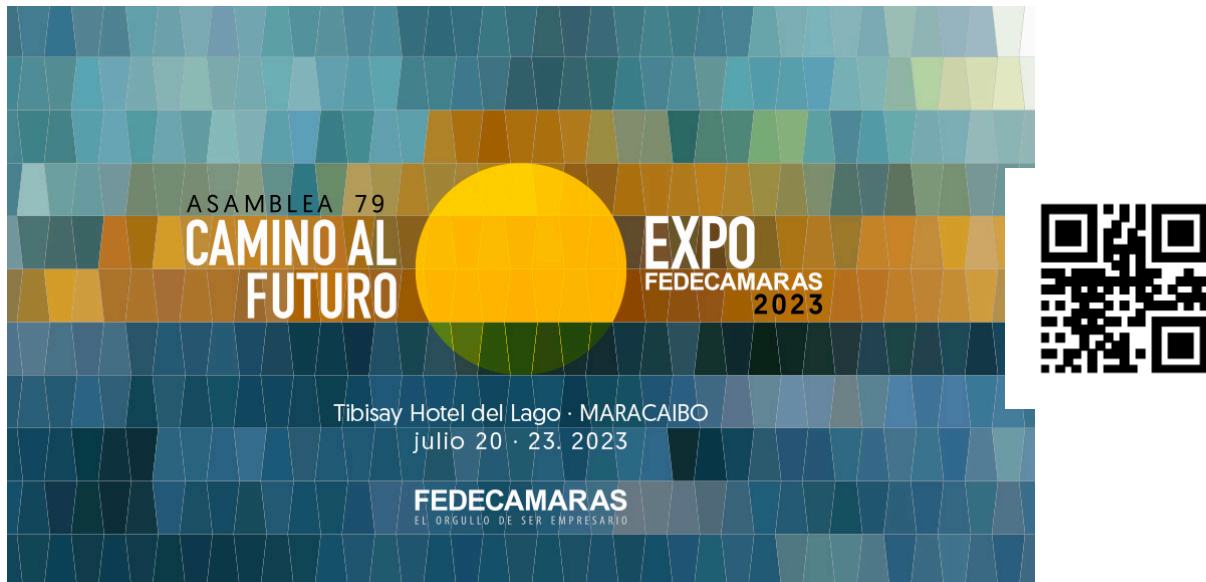 ASAMBLEA 79
CAMINO AL
FUTURO
EXPO
FEDECAMARAS
2023
Tibisay Hotel del Lago · MARACAIBO
julio 20 · 23. 2023
FEDECAMARAS
EL ORGULLO DE SER EMPRESARIO